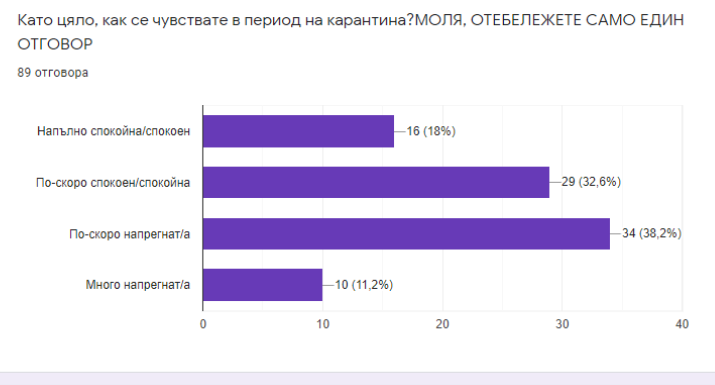 Като цяло, как се чувствате в период на карантина?МОЛЯ, ОТЕБЕЛЕЖЕТЕ САМО ЕДИН
ОТГОВОР
89 отговора
Напълно спокойна/спокоен
16 (18%)
По-скоро спокоен/спокойна
29 (32,6%)
По-скоро напрегнат/а
34 (38,2%)
Много напрегнат/а
10 (11,2%)
0 10 20 30 40